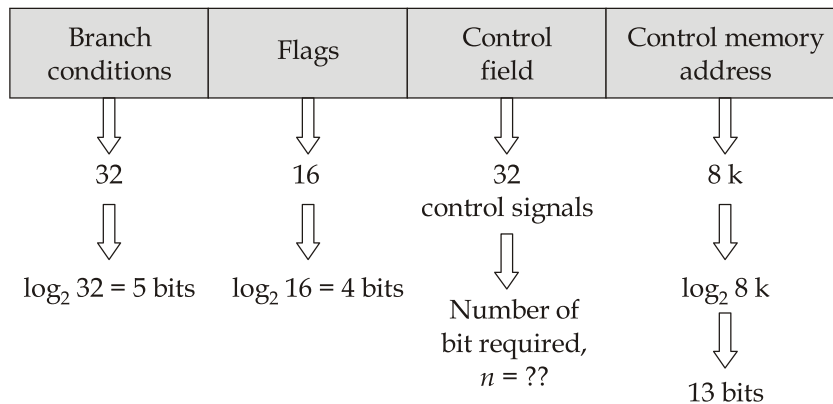 Branch
conditions
Flags
Control
field
Control memory
address
32
16
32
control signals
8 k
log₂ 32 = 5 bits
log₂ 16 = 4 bits
Number of
bit required,
n = ??
log₂ 8 k
13 bits